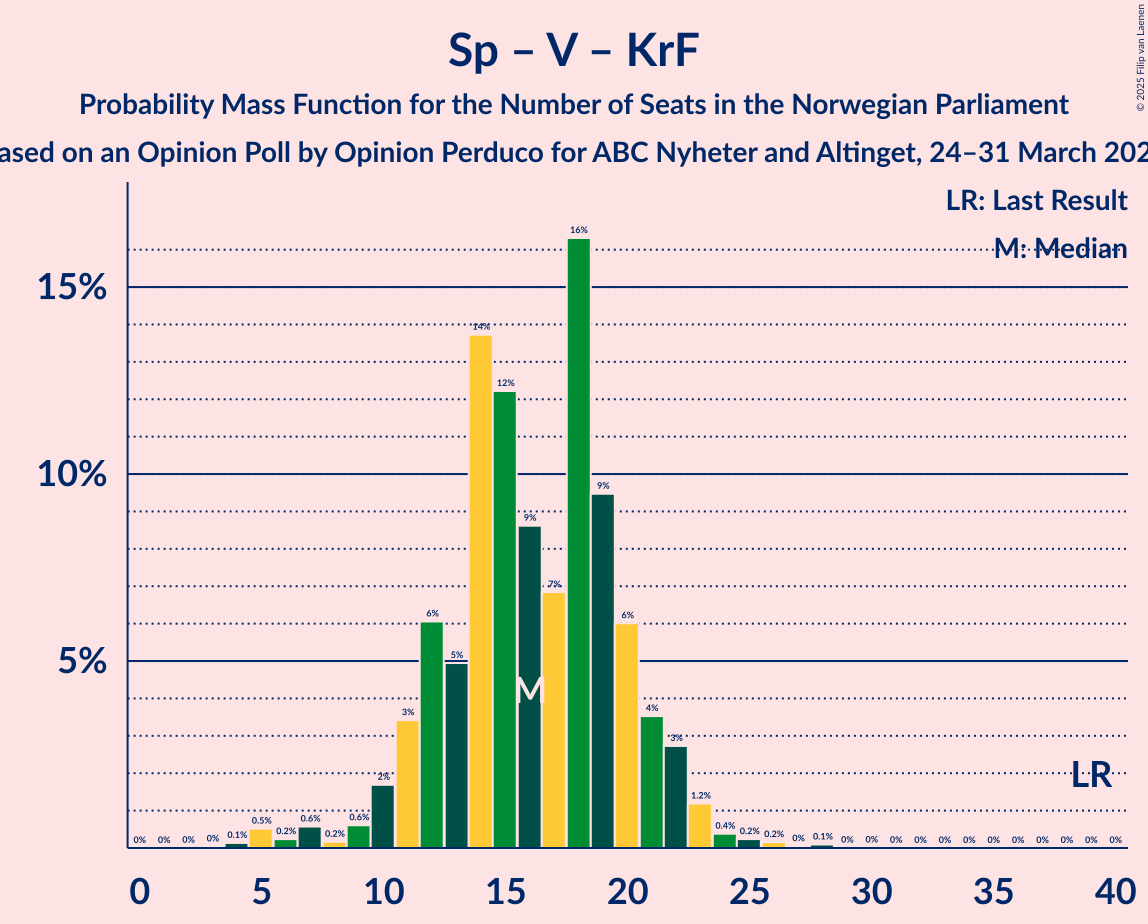 Sp – V – KrF
Probability Mass Function for the Number of Seats in the Norwegian Parliament
ased on an Opinion Poll by Opinion Perduco for ABC Nyheter and Altinget, 24–31 March 202
© 2025 Filip van Laenen
LR: Last Result
M: Median
15%
10%
5%
0% 0% 0% 0% 0.1% 0.5% 0.2% 0.6% 0.2% 0.6% 2% 3% 6% 5% 14% 12% 9% 7% 16% 9% 6% 4% 3% 1.2% 0.4% 0.2% 0.2% 0% 0.1% 0% 0% 0% 0% 0% 0% 0% 0% 0% 0% 0% 0%
M
LR
0 5 10 15 20 25 30 35 40